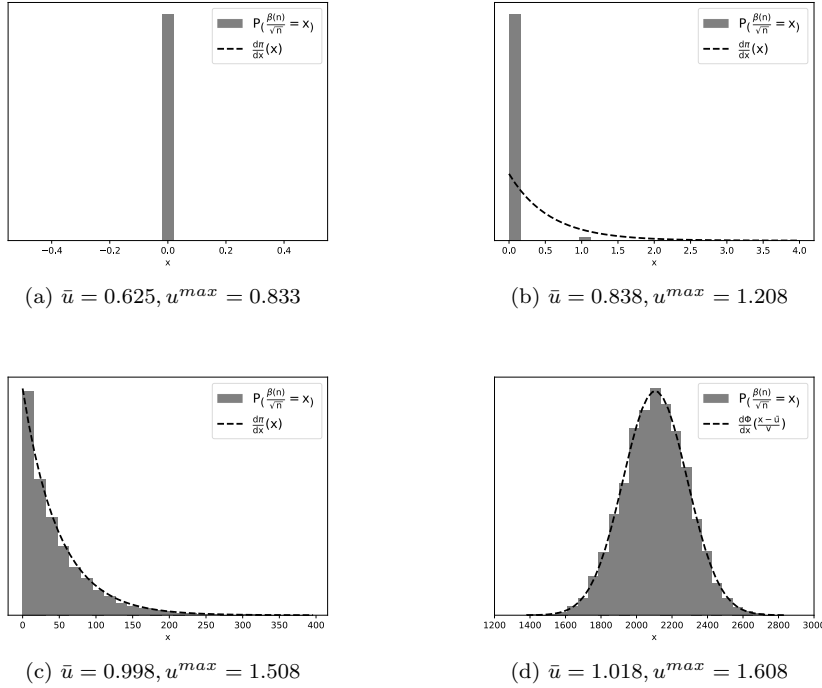 P(β(n)/√n = x)
dπ/dx(x)
−0.4 −0.2 0.0 0.2 0.4
x
(a) ū = 0.625, u^max = 0.833
P(β(n)/√n = x)
dπ/dx(x)
0.0 0.5 1.0 1.5 2.0 2.5 3.0 3.5 4.0
x
(b) ū = 0.838, u^max = 1.208
P(β(n)/√n = x)
dπ/dx(x)
0 50 100 150 200 250 300 350 400
x
(c) ū = 0.998, u^max = 1.508
P(β(n)/√n = x)
dΦ/dx((x − ū)/v)
1200 1400 1600 1800 2000 2200 2400 2600 2800 3000
x
(d) ū = 1.018, u^max = 1.608